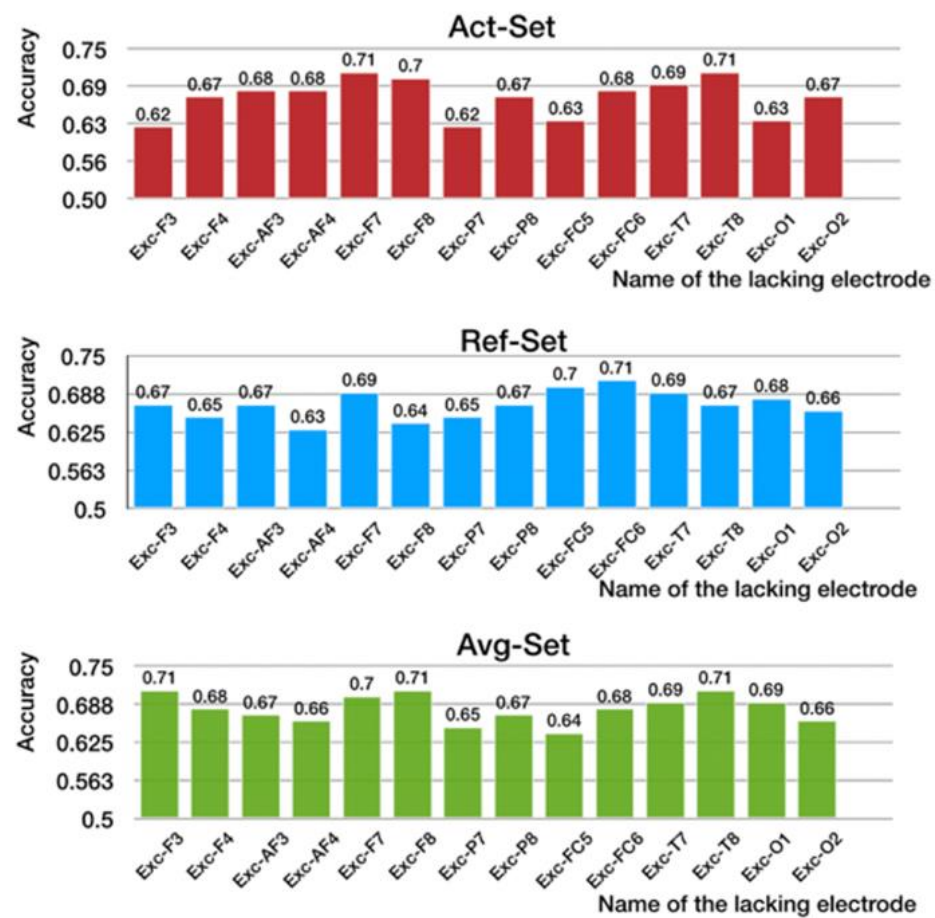 Act-Set
Accuracy
0.75
0.69
0.63
0.56
0.50
0.62 0.67 0.68 0.68 0.71 0.7 0.62 0.67 0.63 0.68 0.69 0.71 0.63 0.67
Exc-F3 Exc-F4 Exc-AF3 Exc-AF4 Exc-F7 Exc-F8 Exc-P7 Exc-P8 Exc-FC5 Exc-FC6 Exc-T7 Exc-T8 Exc-O1 Exc-O2
Name of the lacking electrode
Ref-Set
Accuracy
0.75
0.688
0.625
0.563
0.5
0.67 0.65 0.67 0.63 0.69 0.64 0.65 0.67 0.7 0.71 0.69 0.67 0.68 0.66
Exc-F3 Exc-F4 Exc-AF3 Exc-AF4 Exc-F7 Exc-F8 Exc-P7 Exc-P8 Exc-FC5 Exc-FC6 Exc-T7 Exc-T8 Exc-O1 Exc-O2
Name of the lacking electrode
Avg-Set
Accuracy
0.75
0.688
0.625
0.563
0.5
0.71 0.68 0.67 0.66 0.7 0.71 0.65 0.67 0.64 0.68 0.69 0.71 0.69 0.66
Exc-F3 Exc-F4 Exc-AF3 Exc-AF4 Exc-F7 Exc-F8 Exc-P7 Exc-P8 Exc-FC5 Exc-FC6 Exc-T7 Exc-T8 Exc-O1 Exc-O2
Name of the lacking electrode